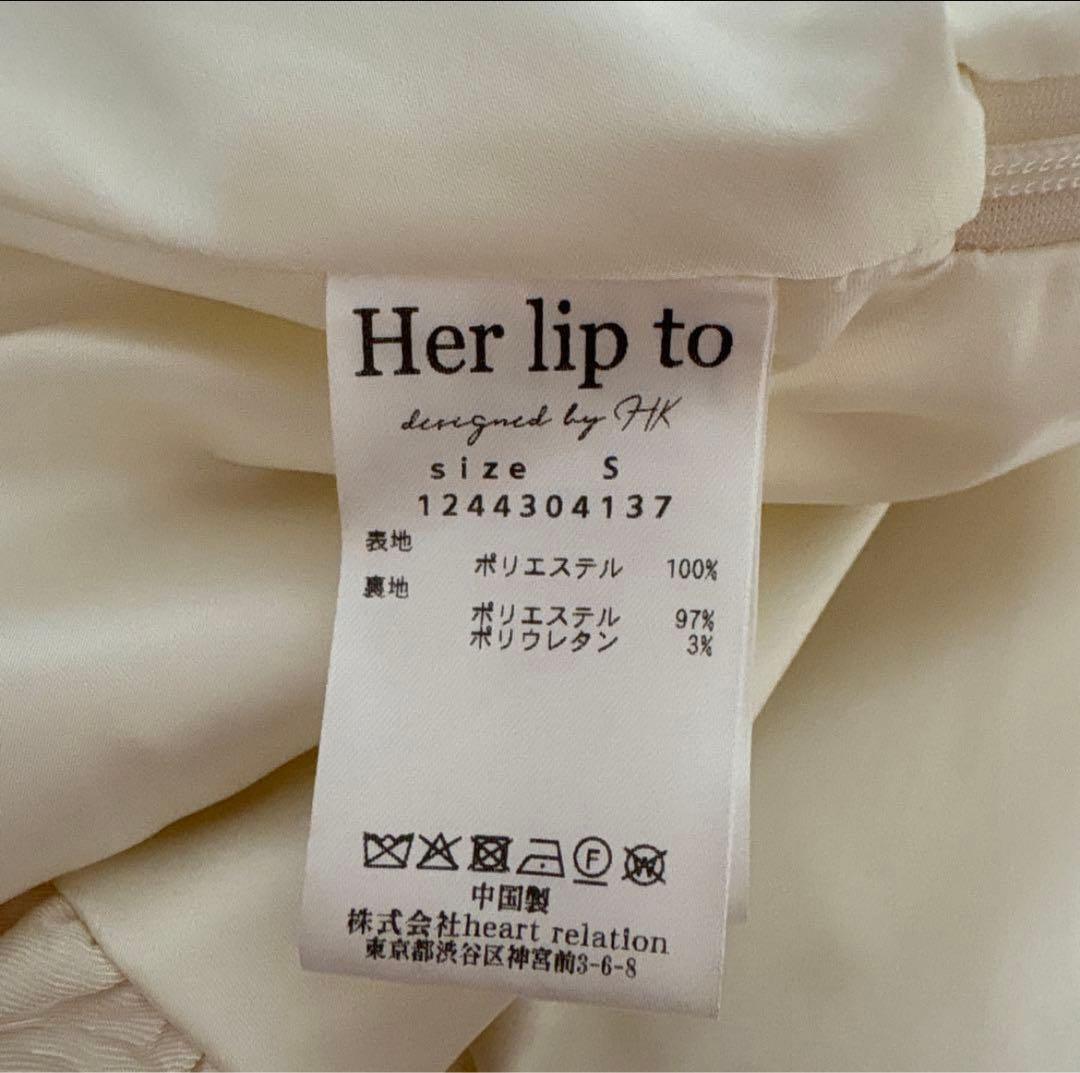 Her lip to
designed by HK
size S
1244304137
表地
ポリエステル 100%
裏地
ポリエステル 97%
ポリウレタン 3%
F
W
中国製
株式会社heart relation
東京都渋谷区神宮前3-6-8